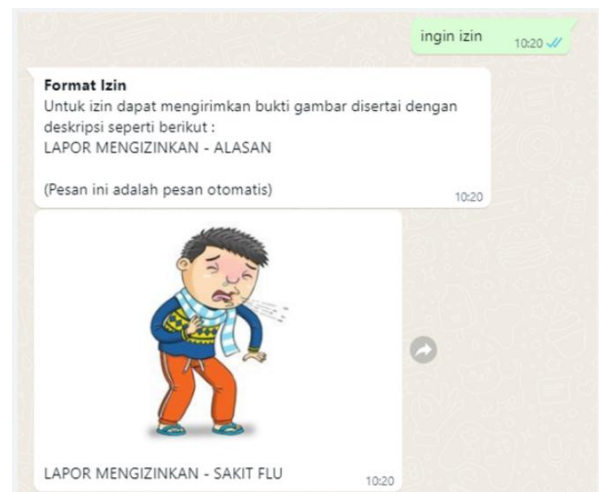 ingin izin
10:20
Format Izin
Untuk izin dapat mengirimkan bukti gambar disertai dengan
deskripsi seperti berikut :
LAPOR MENGIZINKAN - ALASAN
(Pesan ini adalah pesan otomatis)
10:20
LAPOR MENGIZINKAN - SAKIT FLU
10:20